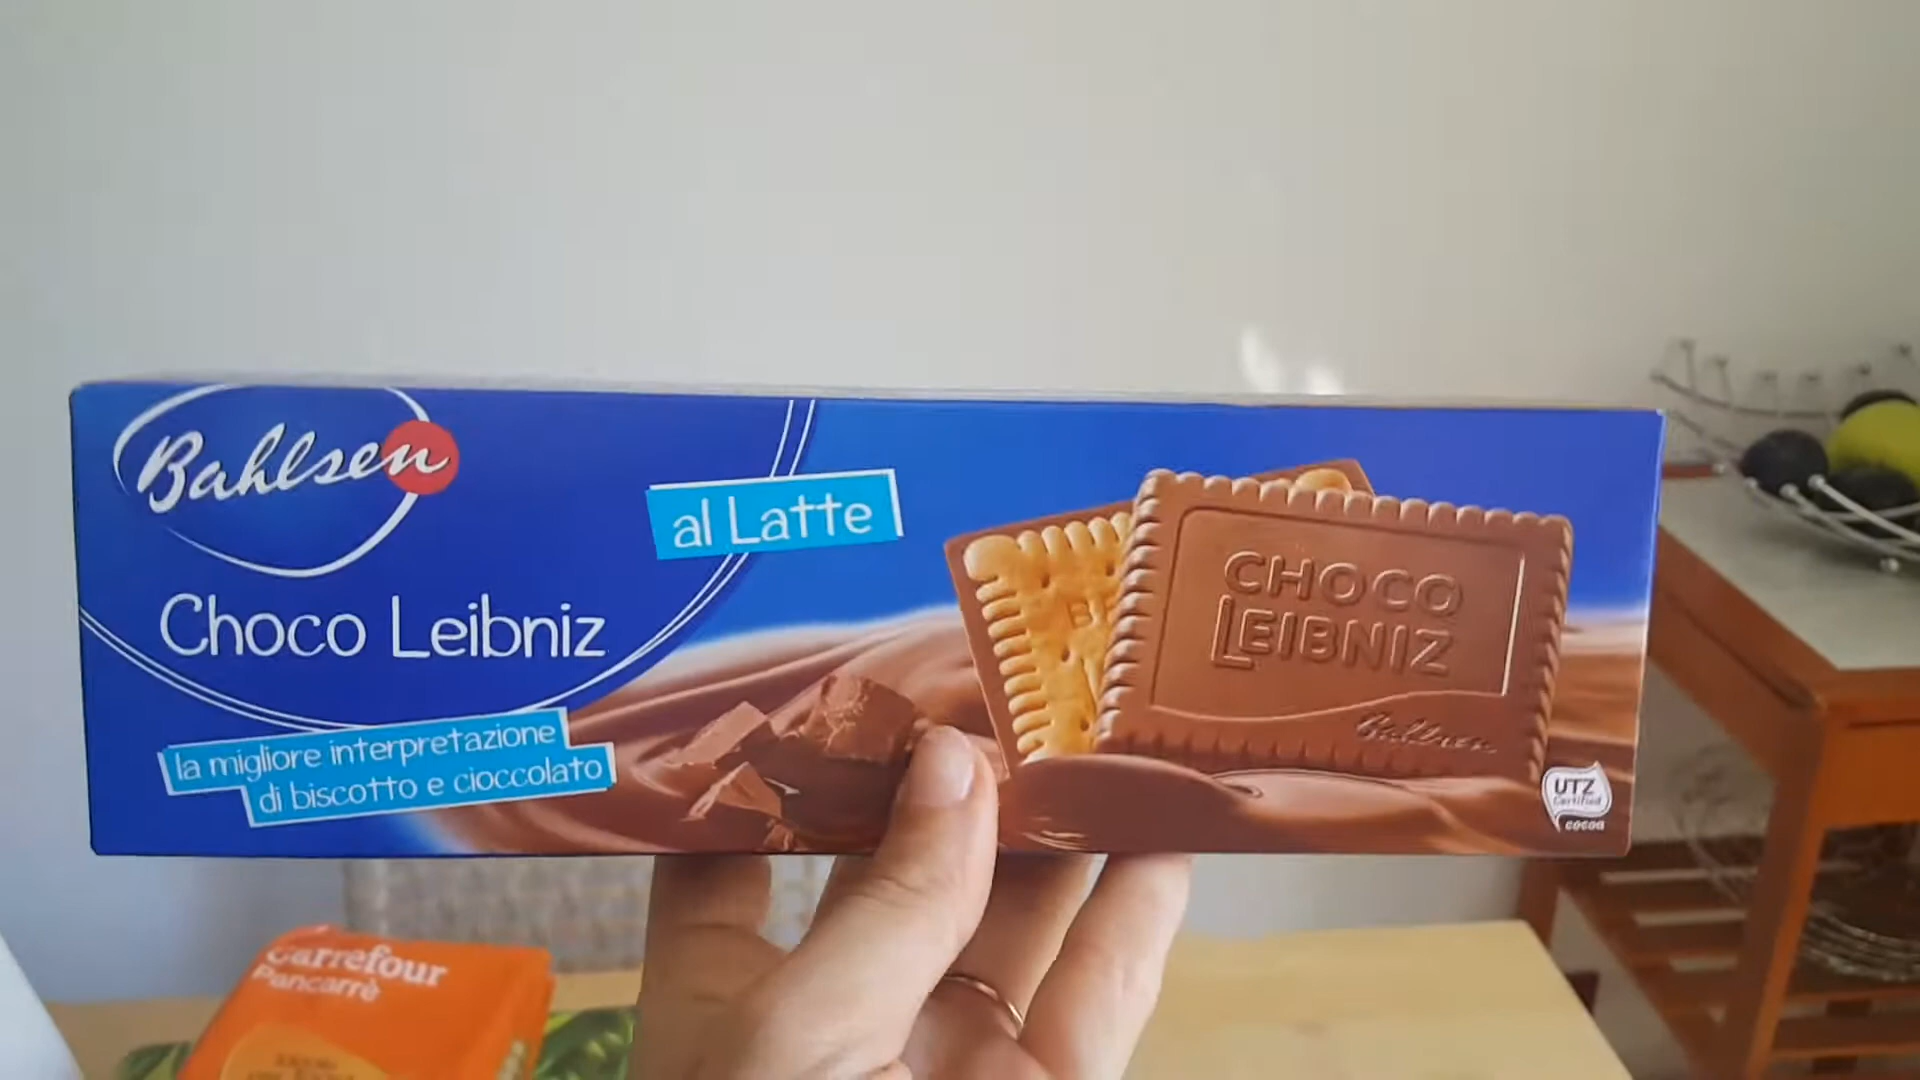 Bahlsen
Choco Leibniz
al Latte
la migliore interpretazione
di biscotto e cioccolato
CHOCO
LEIBNIZ
Bahlsen
UTZ
Certified
cocoa
Carrefour
Pancarrè